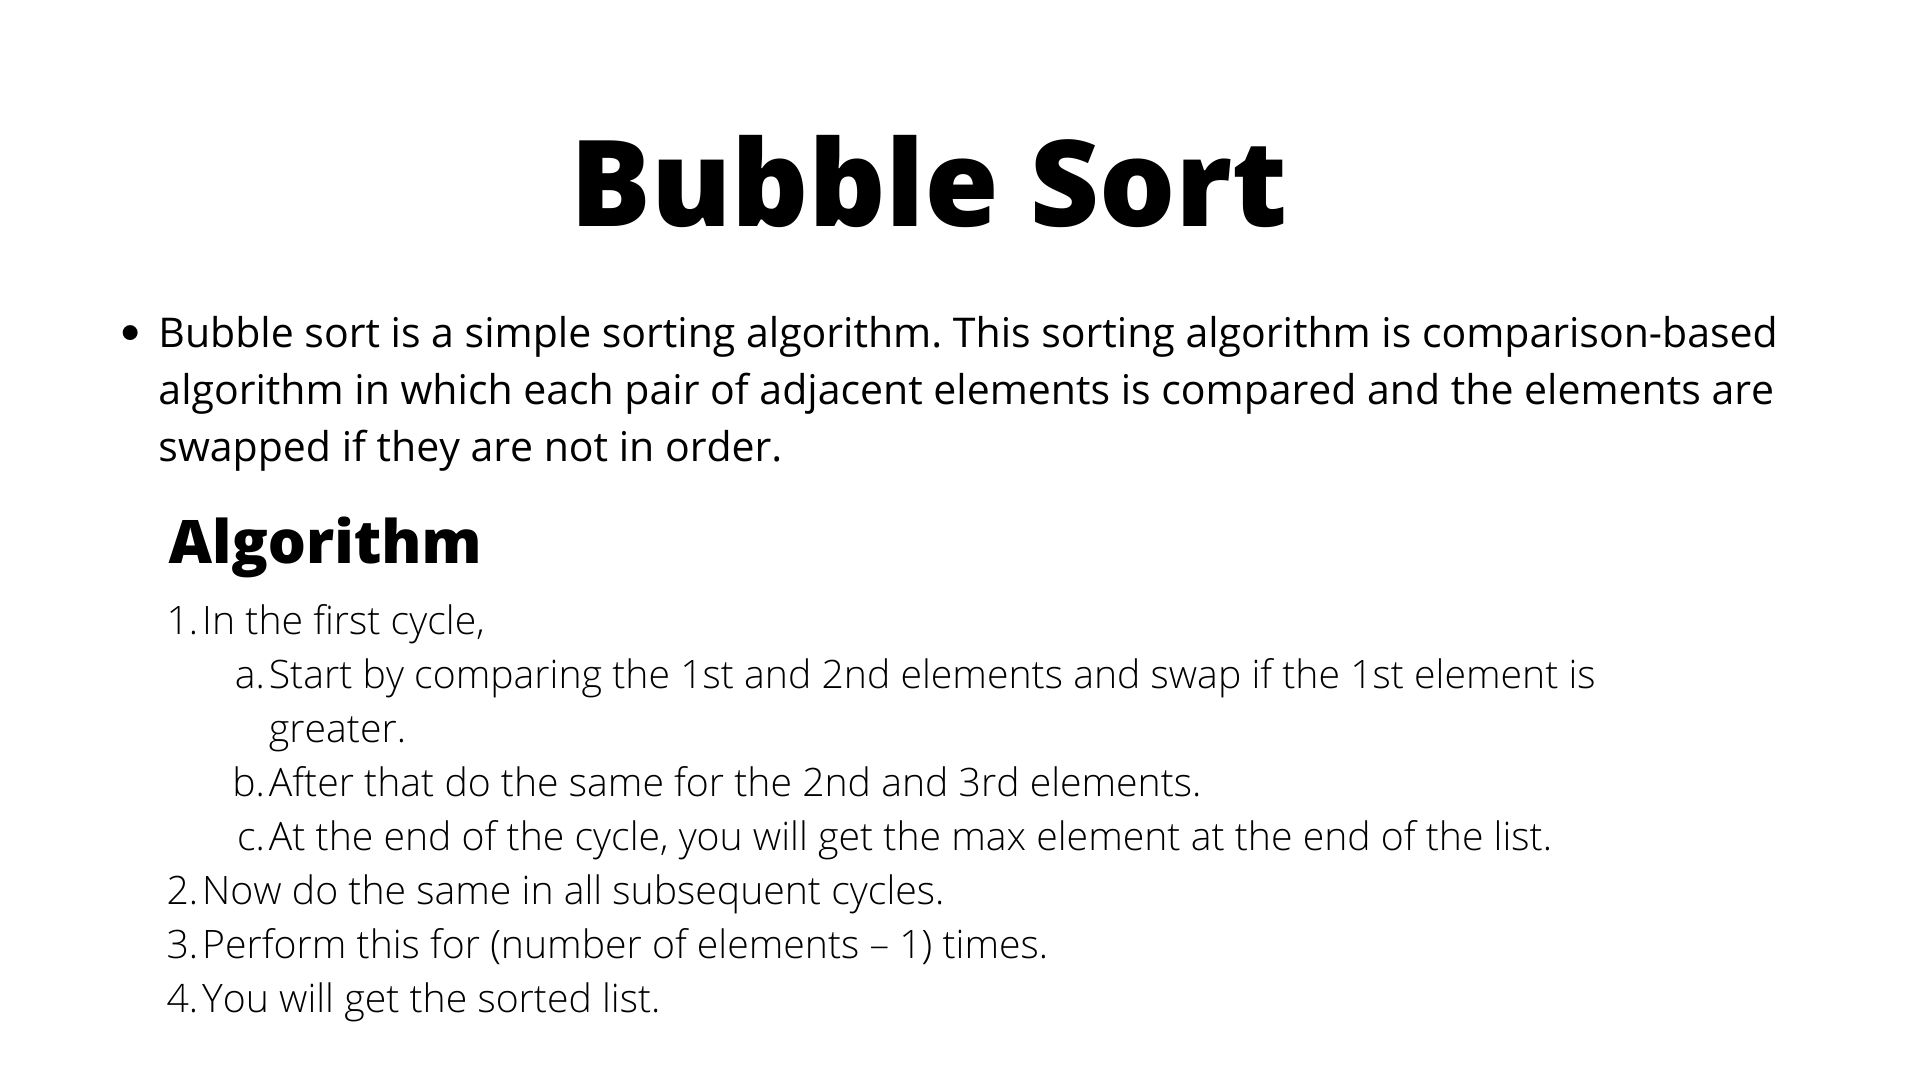 Bubble Sort
• Bubble sort is a simple sorting algorithm. This sorting algorithm is comparison-based
algorithm in which each pair of adjacent elements is compared and the elements are
swapped if they are not in order.
Algorithm
1. In the first cycle,
a. Start by comparing the 1st and 2nd elements and swap if the 1st element is
greater.
b. After that do the same for the 2nd and 3rd elements.
c. At the end of the cycle, you will get the max element at the end of the list.
2. Now do the same in all subsequent cycles.
3. Perform this for (number of elements – 1) times.
4. You will get the sorted list.